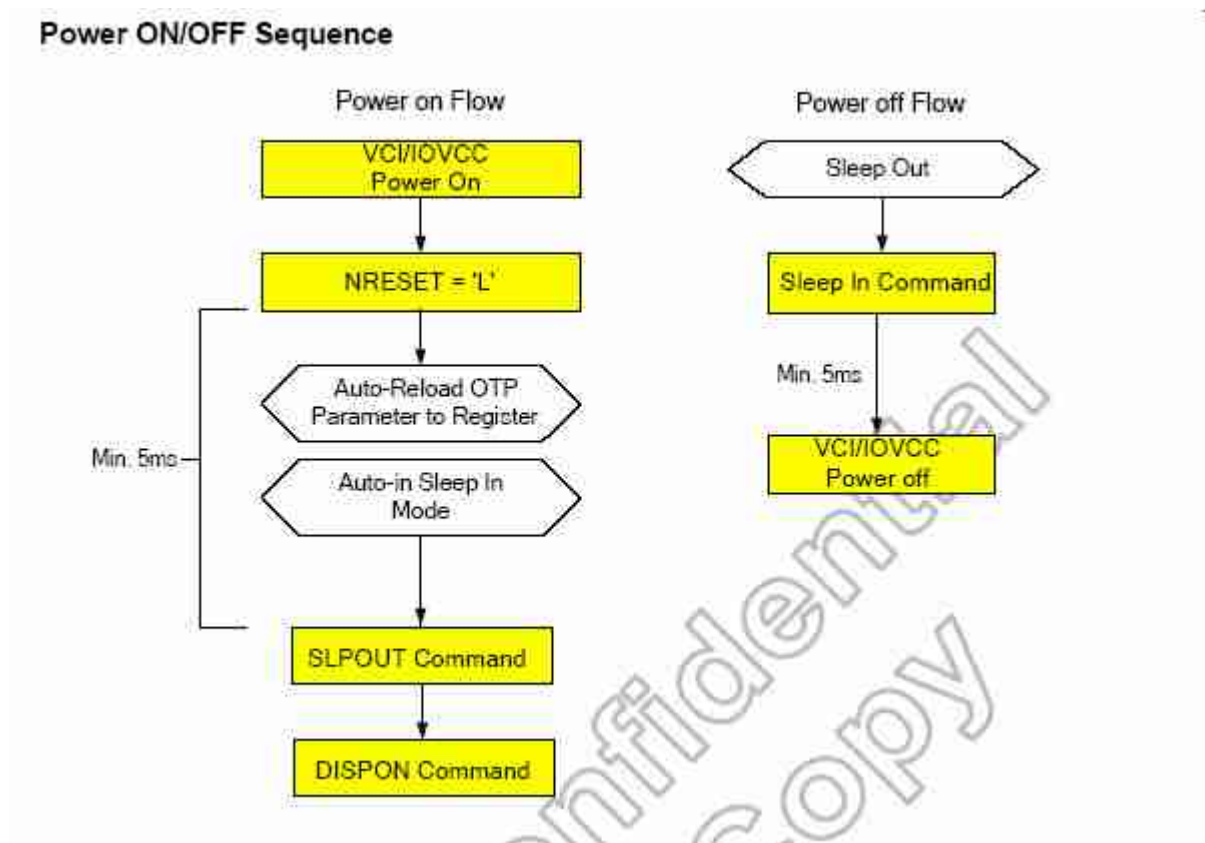 Power ON/OFF Sequence
Power on Flow
VCI/IOVCC
Power On
NRESET = 'L'
Auto-Reload OTP
Parameter to Register
Min. 5ms
Auto-in Sleep In
Mode
SLPOUT Command
DISPON Command
Power off Flow
Sleep Out
Sleep In Command
Min. 5ms
VCI/IOVCC
Power off
Copy